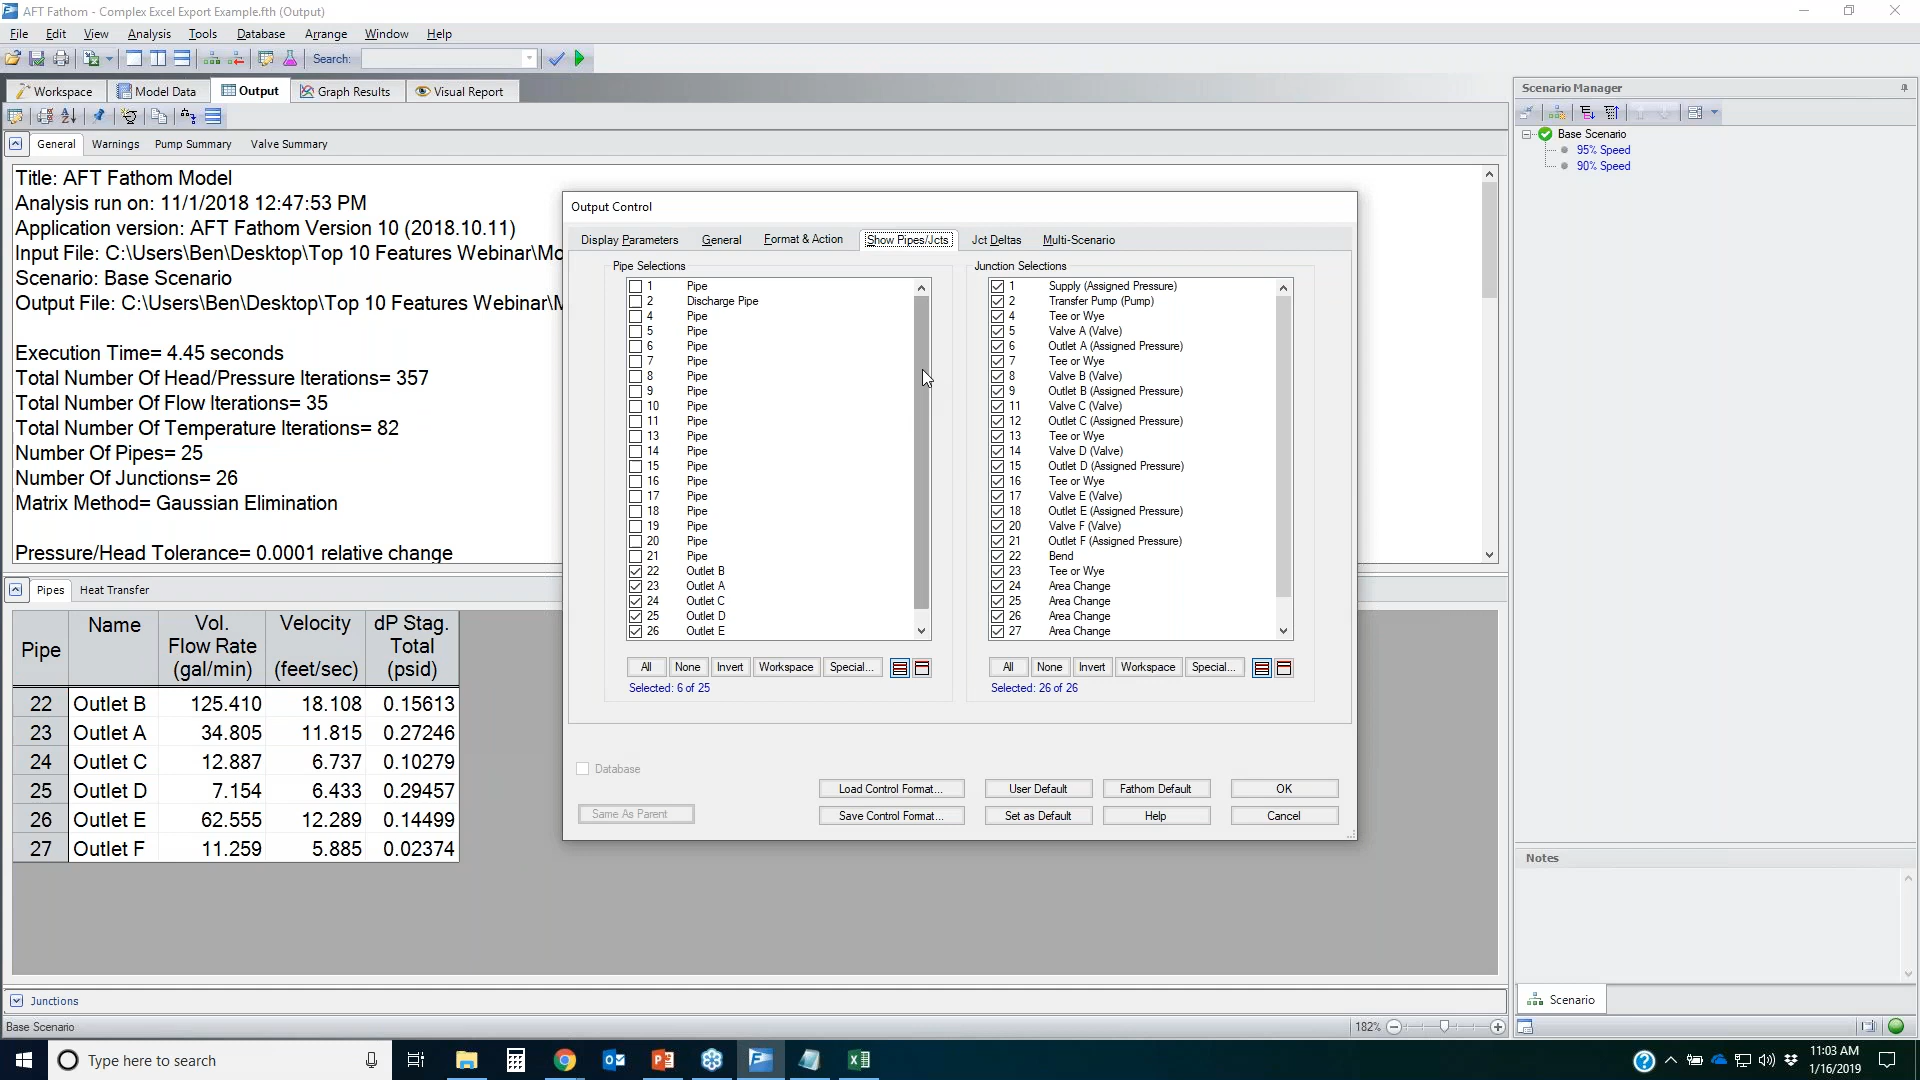 AFT Fathom - Complex Excel Export Example.fth (Output)
File Edit View Analysis Tools Database Arrange Window Help
Search:
Workspace Model Data Output Graph Results Visual Report
General Warnings Pump Summary Valve Summary
Title: AFT Fathom Model
Analysis run on: 11/1/2018 12:47:53 PM
Application version: AFT Fathom Version 10 (2018.10.11)
Input File: C:\Users\Ben\Desktop\Top 10 Features Webinar\Mo
Scenario: Base Scenario
Output File: C:\Users\Ben\Desktop\Top 10 Features Webinar\M
Execution Time= 4.45 seconds
Total Number Of Head/Pressure Iterations= 357
Total Number Of Flow Iterations= 35
Total Number Of Temperature Iterations= 82
Number Of Pipes= 25
Number Of Junctions= 26
Matrix Method= Gaussian Elimination
Pressure/Head Tolerance= 0.0001 relative change
Pipes Heat Transfer
Pipe Name Vol. Flow Rate (gal/min) Velocity (feet/sec) dP Stag. Total (psid)
22 Outlet B 125.410 18.108 0.15613
23 Outlet A 34.805 11.815 0.27246
24 Outlet C 12.887 6.737 0.10279
25 Outlet D 7.154 6.433 0.29457
26 Outlet E 62.555 12.289 0.14499
27 Outlet F 11.259 5.885 0.02374
Junctions
Base Scenario
182%
Output Control
Display Parameters General Format & Action Show Pipes/Jcts Jct Deltas Multi-Scenario
Pipe Selections
1 Pipe
2 Discharge Pipe
4 Pipe
5 Pipe
6 Pipe
7 Pipe
8 Pipe
9 Pipe
10 Pipe
11 Pipe
13 Pipe
14 Pipe
15 Pipe
16 Pipe
17 Pipe
18 Pipe
19 Pipe
20 Pipe
21 Pipe
22 Outlet B
23 Outlet A
24 Outlet C
25 Outlet D
26 Outlet E
All None Invert Workspace Special...
Selected: 6 of 25
Junction Selections
1 Supply (Assigned Pressure)
2 Transfer Pump (Pump)
4 Tee or Wye
5 Valve A (Valve)
6 Outlet A (Assigned Pressure)
7 Tee or Wye
8 Valve B (Valve)
9 Outlet B (Assigned Pressure)
11 Valve C (Valve)
12 Outlet C (Assigned Pressure)
13 Tee or Wye
14 Valve D (Valve)
15 Outlet D (Assigned Pressure)
16 Tee or Wye
17 Valve E (Valve)
18 Outlet E (Assigned Pressure)
20 Valve F (Valve)
21 Outlet F (Assigned Pressure)
22 Bend
23 Tee or Wye
24 Area Change
25 Area Change
26 Area Change
27 Area Change
All None Invert Workspace Special...
Selected: 26 of 26
Database
Same As Parent
Load Control Format... User Default Fathom Default OK
Save Control Format... Set as Default Help Cancel
Scenario Manager
Base Scenario
95% Speed
90% Speed
Notes
Scenario
Type here to search
11:03 AM
1/16/2019